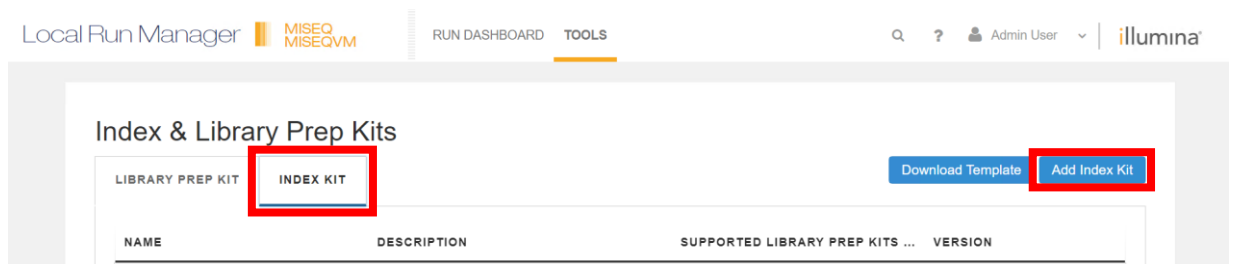 Local Run Manager MISEQ MISEQVM RUN DASHBOARD TOOLS ? Admin User illumina
Index & Library Prep Kits
LIBRARY PREP KIT INDEX KIT Download Template Add Index Kit
NAME DESCRIPTION SUPPORTED LIBRARY PREP KITS ... VERSION